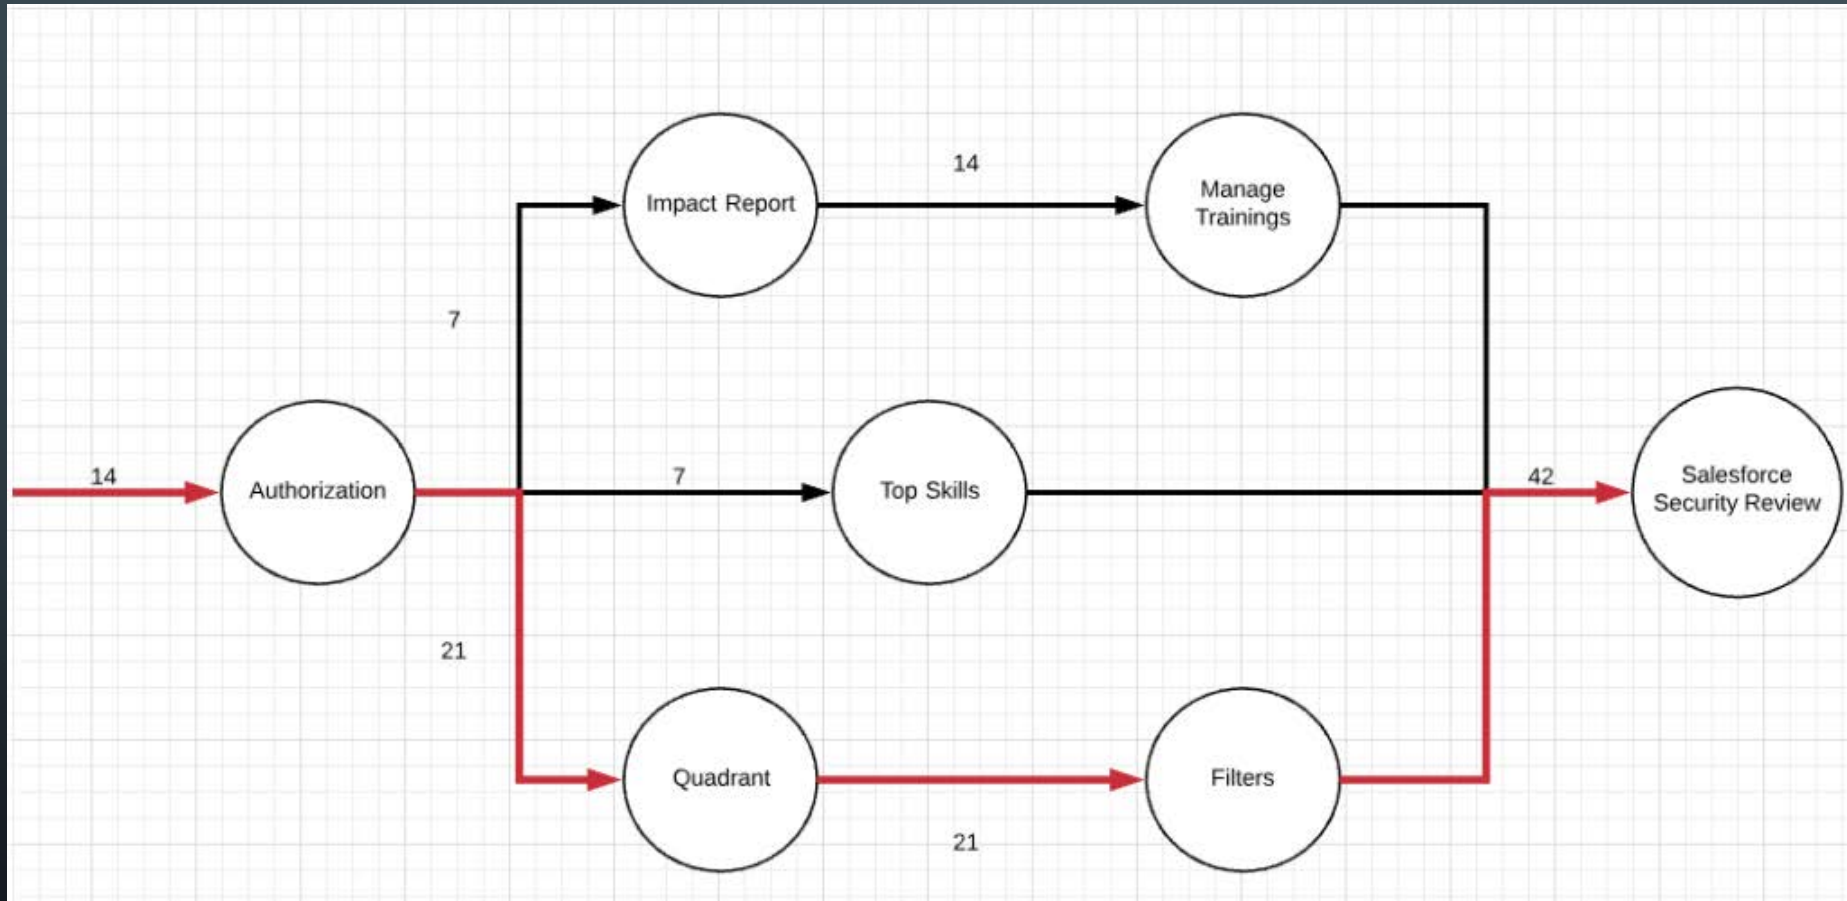 14
Impact Report
Manage
Trainings
7
14
Authorization
7
Top Skills
42
Salesforce
Security Review
21
Quadrant
Filters
21